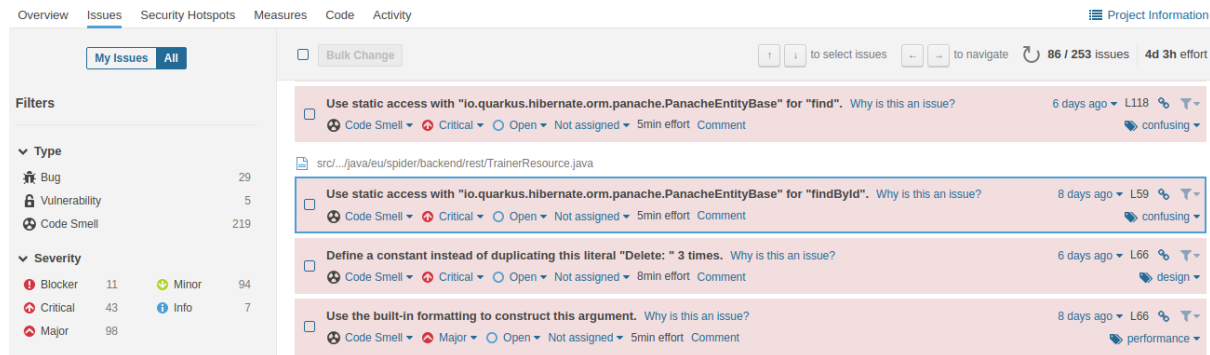 Overview Issues Security Hotspots Measures Code Activity Project Information
My Issues All
Bulk Change ↑ ↓ to select issues ← → to navigate 86 / 253 issues 4d 3h effort
Filters
Type
Bug 29
Vulnerability 5
Code Smell 219
Severity
Blocker 11 Minor 94
Critical 43 Info 7
Major 98
Use static access with "io.quarkus.hibernate.orm.panache.PanacheEntityBase" for "find". Why is this an issue? 6 days ago L118
Code Smell Critical Open Not assigned 5min effort Comment confusing
src/.../java/eu/spider/backend/rest/TrainerResource.java
Use static access with "io.quarkus.hibernate.orm.panache.PanacheEntityBase" for "findById". Why is this an issue? 8 days ago L59
Code Smell Critical Open Not assigned 5min effort Comment confusing
Define a constant instead of duplicating this literal "Delete: " 3 times. Why is this an issue? 6 days ago L66
Code Smell Critical Open Not assigned 8min effort Comment design
Use the built-in formatting to construct this argument. Why is this an issue? 8 days ago L66
Code Smell Major Open Not assigned 5min effort Comment performance